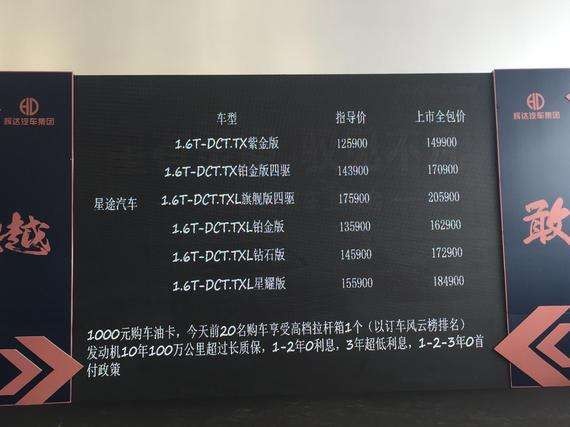 车型 指导价 上市全包价
1.6T-DCT.TX紫金版 125900 149900
1.6T-DCT.TX铂金版四驱 143900 170900
星途汽车 1.6T-DCT.TXL旗舰版四驱 175900 205900
1.6T-DCT.TXL铂金版 135900 162900
1.6T-DCT.TXL钻石版 145900 172900
1.6T-DCT.TXL星耀版 155900 184900
1000元购车油卡，今天前20名购车享受高档拉杆箱1个（以订车风云榜排名）
发动机10年100万公里超过长质保，1-2年0利息，3年超低利息，1-2-3年0首
付政策
越
敢
汽车集团
汽车集团